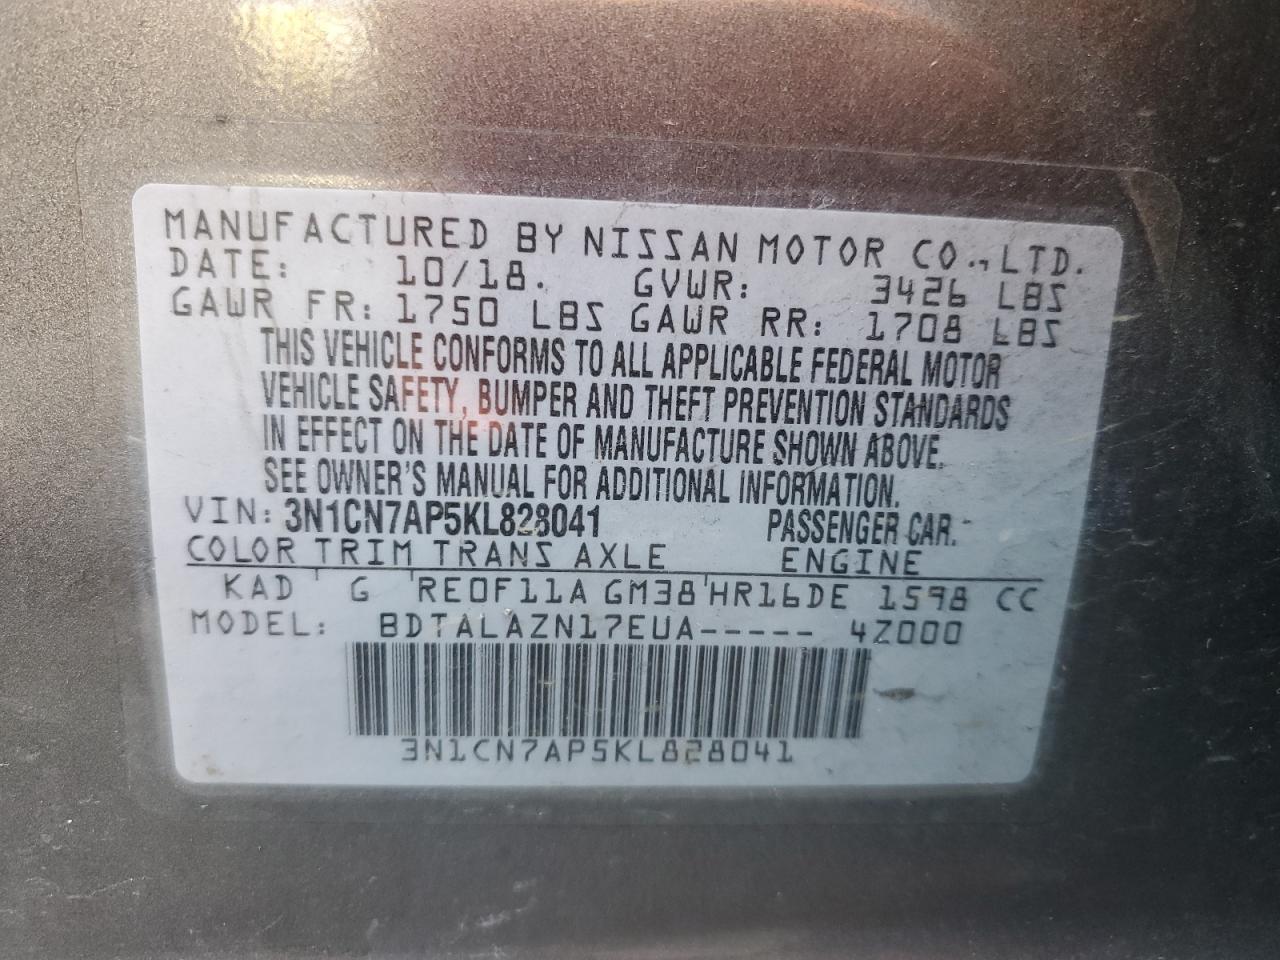 MANUFACTURED BY NISSAN MOTOR CO., LTD.
DATE: 10/18. GVWR: 3426 LBS
GAWR FR: 1750 LBS GAWR RR: 1708 LBS
THIS VEHICLE CONFORMS TO ALL APPLICABLE FEDERAL MOTOR
VEHICLE SAFETY, BUMPER AND THEFT PREVENTION STANDARDS
IN EFFECT ON THE DATE OF MANUFACTURE SHOWN ABOVE.
SEE OWNER'S MANUAL FOR ADDITIONAL INFORMATION.
VIN: 3N1CN7AP5KL828041 PASSENGER CAR.
COLOR TRIM TRANS AXLE ENGINE
KAD G RE0F11A GM38 HR16DE 1598 CC
MODEL: BDTALAZN17EUA----- 4Z000
3N1CN7AP5KL828041